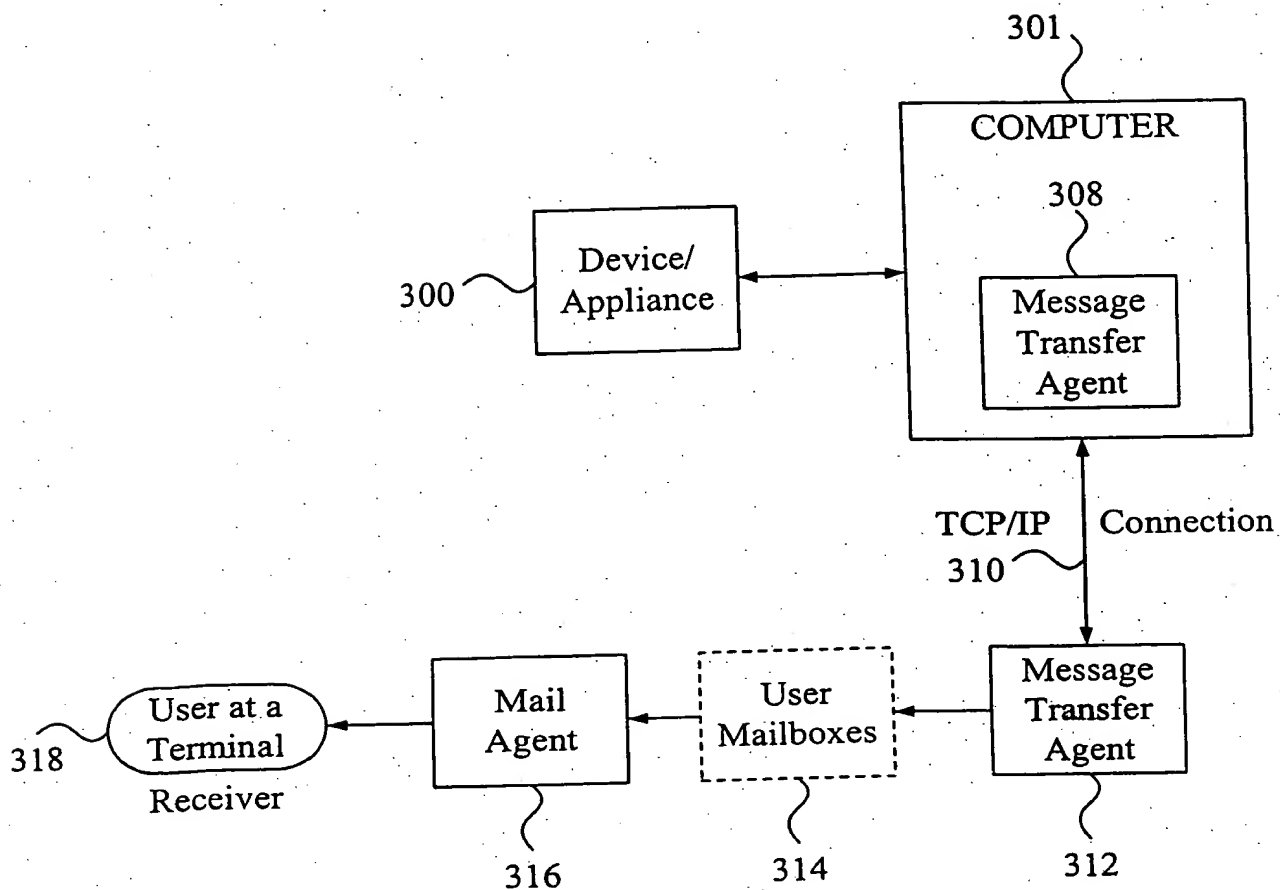 301
COMPUTER
308
Device/
Appliance
300
Message
Transfer
Agent
TCP/IP Connection
310
Message
Transfer
Agent
User
Mailboxes
Mail
Agent
User at a
Terminal
318
Receiver
316
314
312